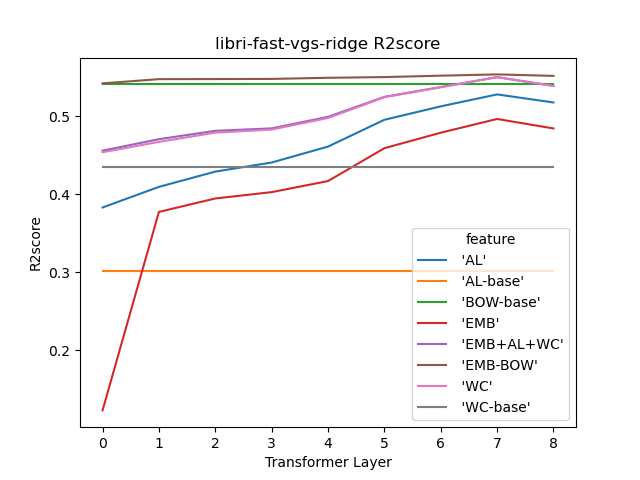 libri-fast-vgs-ridge R2score
R2score
0.5
0.4
0.3
0.2
feature
'AL'
'AL-base'
'BOW-base'
'EMB'
'EMB+AL+WC'
'EMB-BOW'
'WC'
'WC-base'
0 1 2 3 4 5 6 7 8
Transformer Layer